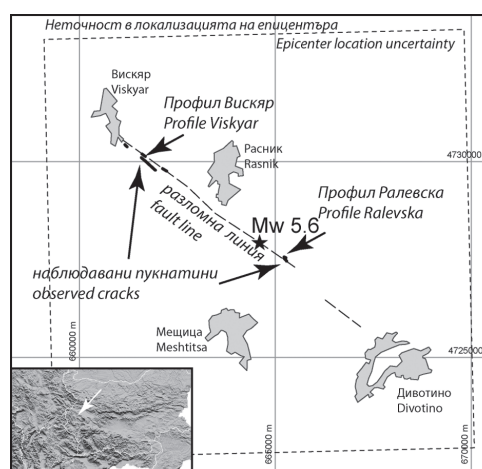 Неточност в локализацията на епицентъра
Epicenter location uncertainty
Вискяр
Viskyar
Профил Вискяр
Profile Viskyar
Расник
Rasnik
4730000
Профил Ралевска
Profile Ralevska
разломна линия
fault line
Mw 5.6
наблюдавани пукнатини
observed cracks
Мещица
Meshtitsa
660000 m
4725000
Дивотино
Divotino
665000 m
670000 m